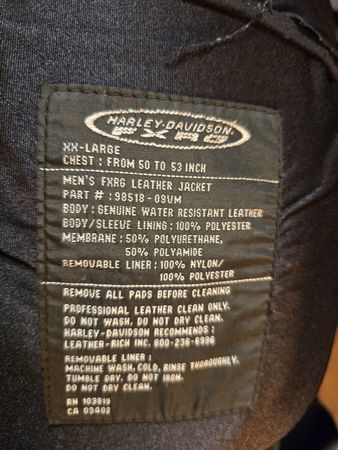 HARLEY-DAVIDSON
FXRG
XX-LARGE
CHEST: FROM 50 TO 53 INCH
MEN'S FXRG LEATHER JACKET
PART #: 98518-09VM
BODY: GENUINE WATER RESISTANT LEATHER
BODY/SLEEVE LINING: 100% POLYESTER
MEMBRANE: 50% POLYURETHANE,
50% POLYAMIDE
REMOVABLE LINER: 100% NYLON/
100% POLYESTER
REMOVE ALL PADS BEFORE CLEANING
PROFESSIONAL LEATHER CLEAN ONLY.
DO NOT WASH. DO NOT DRY CLEAN.
HARLEY-DAVIDSON RECOMMENDS:
LEATHER-RICH INC. 800-236-6996
REMOVABLE LINER:
MACHINE WASH, COLD, RINSE THOROUGHLY.
TUMBLE DRY. DO NOT IRON.
DO NOT DRY CLEAN.
RN 103819
CA 03402